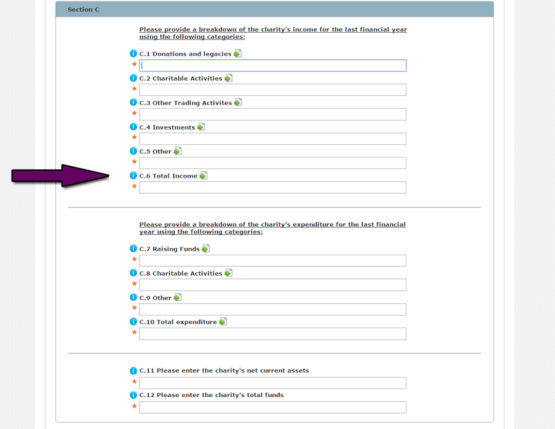 Section C
Please provide a breakdown of the charity's income for the last financial year
using the following categories:
C.1 Donations and legacies
C.2 Charitable Activities
C.3 Other Trading Activites
C.4 Investments
C.5 Other
C.6 Total Income
Please provide a breakdown of the charity's expenditure for the last financial
year using the following categories:
C.7 Raising Funds
C.8 Charitable Activities
C.9 Other
C.10 Total expenditure
C.11 Please enter the charity's net current assets
C.12 Please enter the charity's total funds